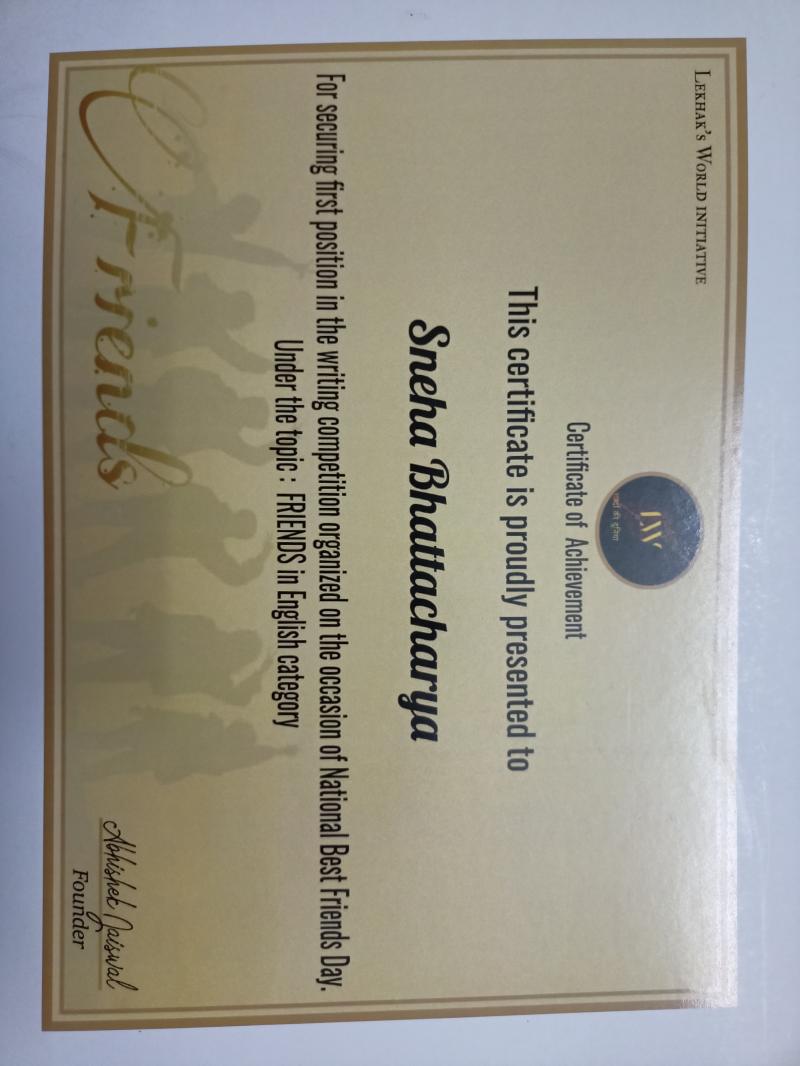 LEKHAK'S WORLD INITIATIVE
LW
शब्दों की दुनिया
Certificate of Achievement
This certificate is proudly presented to
Sneha Bhattacharya
For securing first position in the writing competition organized on the occasion of National Best Friends Day.
Under the topic : FRIENDS in English category
Friends
Abhishek Jaiswal
Founder